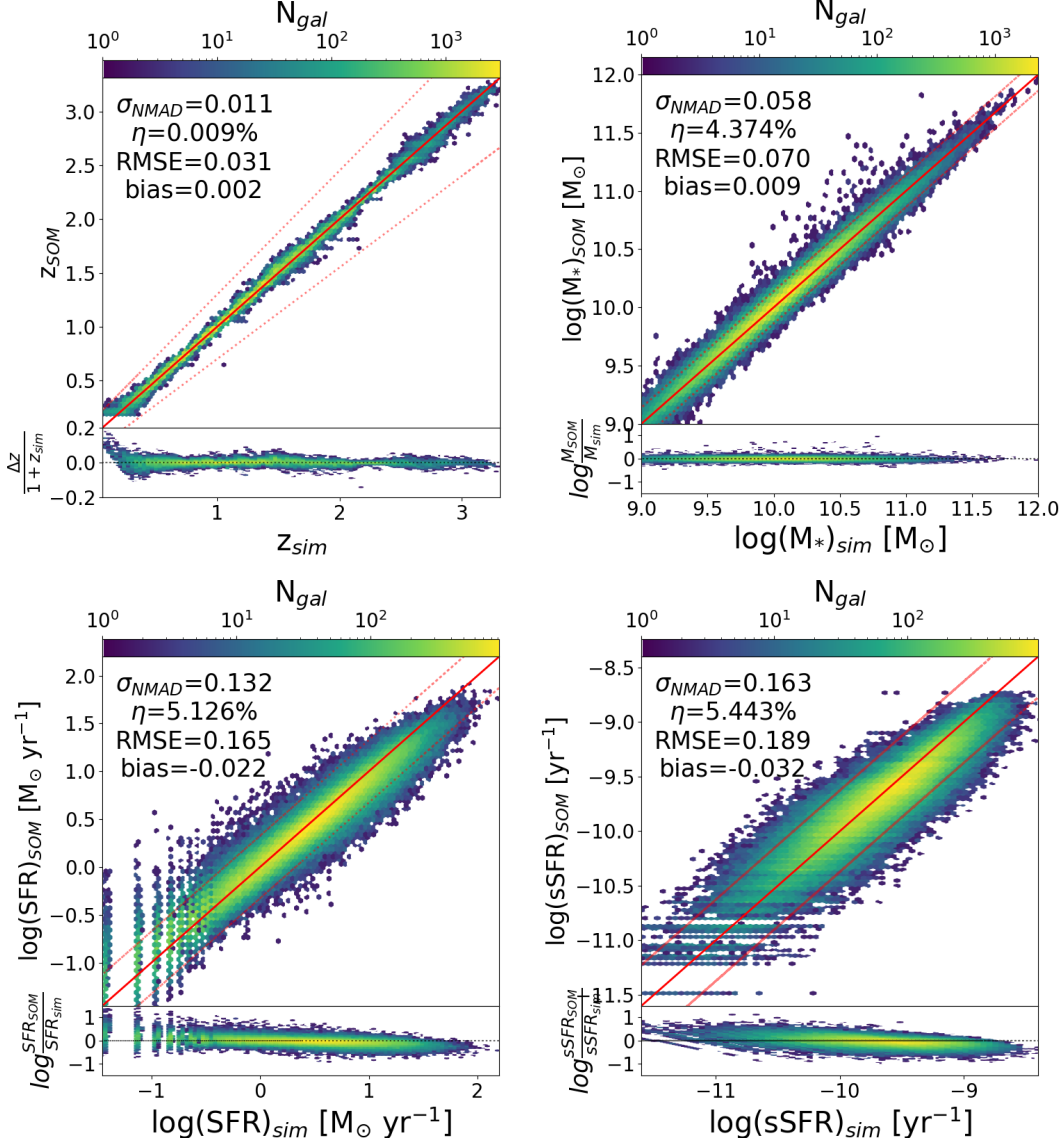 N_gal
10^0 10^1 10^2 10^3
σ_NMAD=0.011
η=0.009%
RMSE=0.031
bias=0.002
z_SOM
3.0
2.5
2.0
1.5
1.0
0.5
0.2
0.0
−0.2
Δz / 1 + z_sim
1 2 3
z_sim
N_gal
10^0 10^1 10^2 10^3
σ_NMAD=0.058
η=4.374%
RMSE=0.070
bias=0.009
log(M_*)_SOM [M_⊙]
12.0
11.5
11.0
10.5
10.0
9.5
9.0
1
0
−1
log M_SOM / M_sim
9.0 9.5 10.0 10.5 11.0 11.5 12.0
log(M_*)_sim [M_⊙]
N_gal
10^0 10^1 10^2
σ_NMAD=0.132
η=5.126%
RMSE=0.165
bias=-0.022
log(SFR)_SOM [M_⊙ yr^−1]
2.0
1.5
1.0
0.5
0.0
−0.5
−1.0
1
0
−1
log SFR_SOM / SFR_sim
−1 0 1 2
log(SFR)_sim [M_⊙ yr^−1]
N_gal
10^0 10^1 10^2
σ_NMAD=0.163
η=5.443%
RMSE=0.189
bias=-0.032
log(sSFR)_SOM [yr^−1]
−8.5
−9.0
−9.5
−10.0
−10.5
−11.0
−11.5
1
0
−1
log sSFR_SOM / sSFR_sim
−11 −10 −9
log(sSFR)_sim [yr^−1]